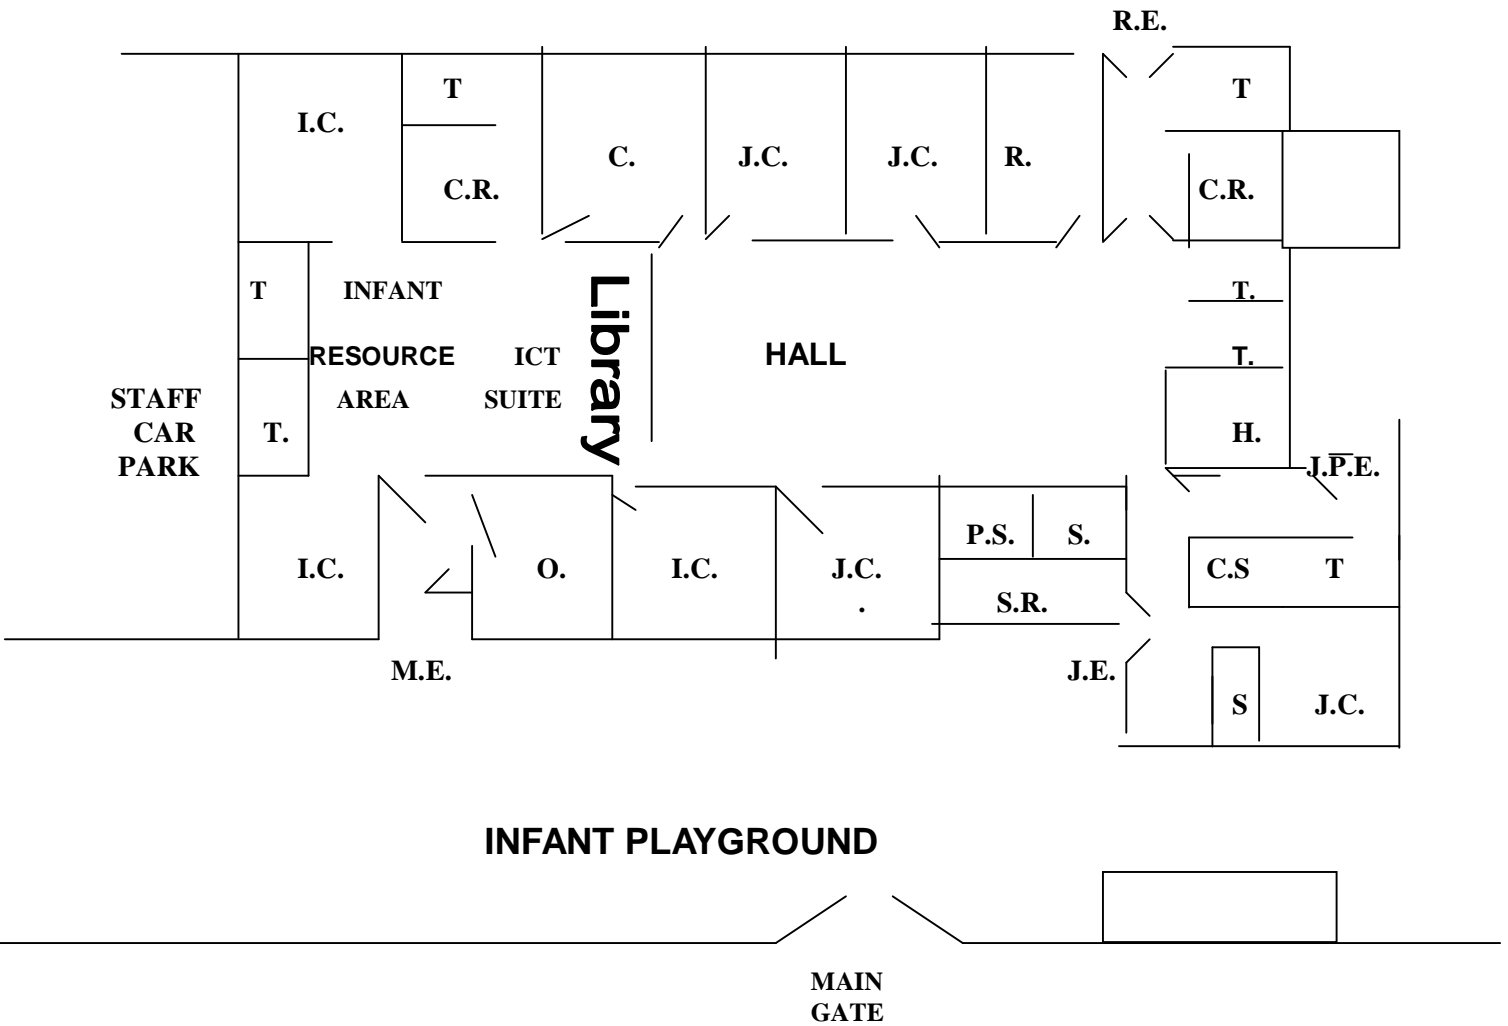 R.E.
T
T
I.C.
C.
J.C.
J.C.
R.
C.R.
C.R.
T
INFANT
T.
Library
RESOURCE
ICT
HALL
T.
STAFF
AREA
SUITE
CAR
T.
H.
PARK
J.P.E.
P.S.
S.
I.C.
O.
I.C.
J.C.
.
C.S
T
S.R.
M.E.
J.E.
S
J.C.
INFANT PLAYGROUND
MAIN
GATE